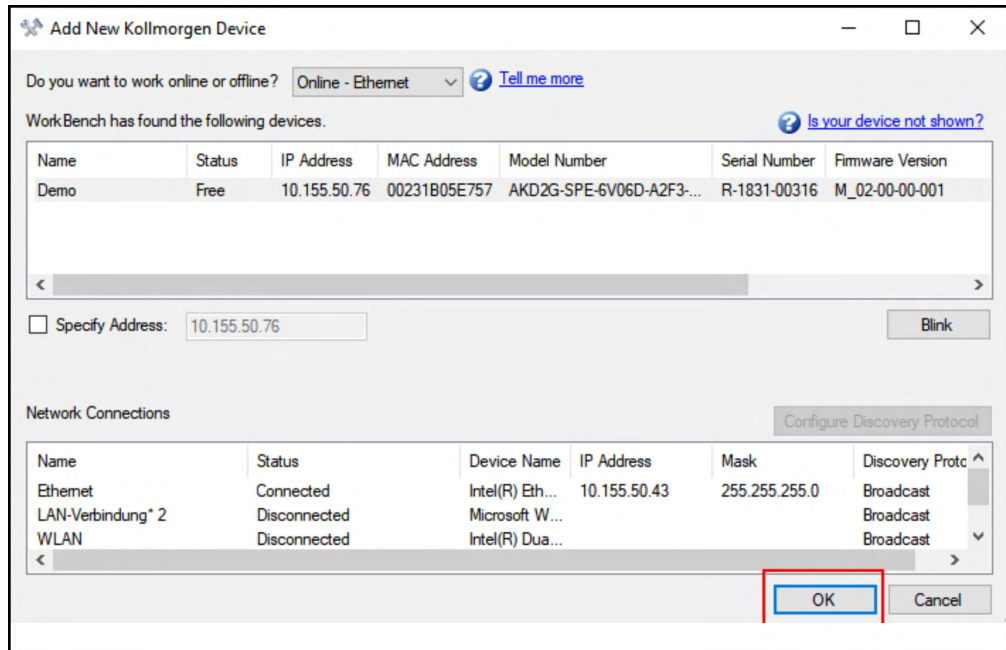 Add New Kollmorgen Device
Do you want to work online or offline? Online - Ethernet Tell me more
WorkBench has found the following devices. Is your device not shown?
Name Status IP Address MAC Address Model Number Serial Number Firmware Version
Demo Free 10.155.50.76 00231B05E757 AKD2G-SPE-6V06D-A2F3-... R-1831-00316 M_02-00-00-001
Specify Address: 10.155.50.76 Blink
Network Connections Configure Discovery Protocol
Name Status Device Name IP Address Mask Discovery Protc
Ethernet Connected Intel(R) Eth... 10.155.50.43 255.255.255.0 Broadcast
LAN-Verbindung* 2 Disconnected Microsoft W... Broadcast
WLAN Disconnected Intel(R) Dua... Broadcast
OK Cancel